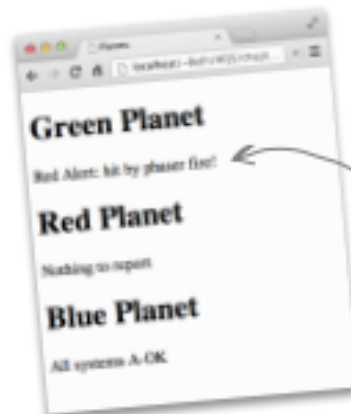 Planets
Green Planet
Red Alert: hit by phaser fire!
Red Planet
Nothing to report
Blue Planet
All systems A-OK